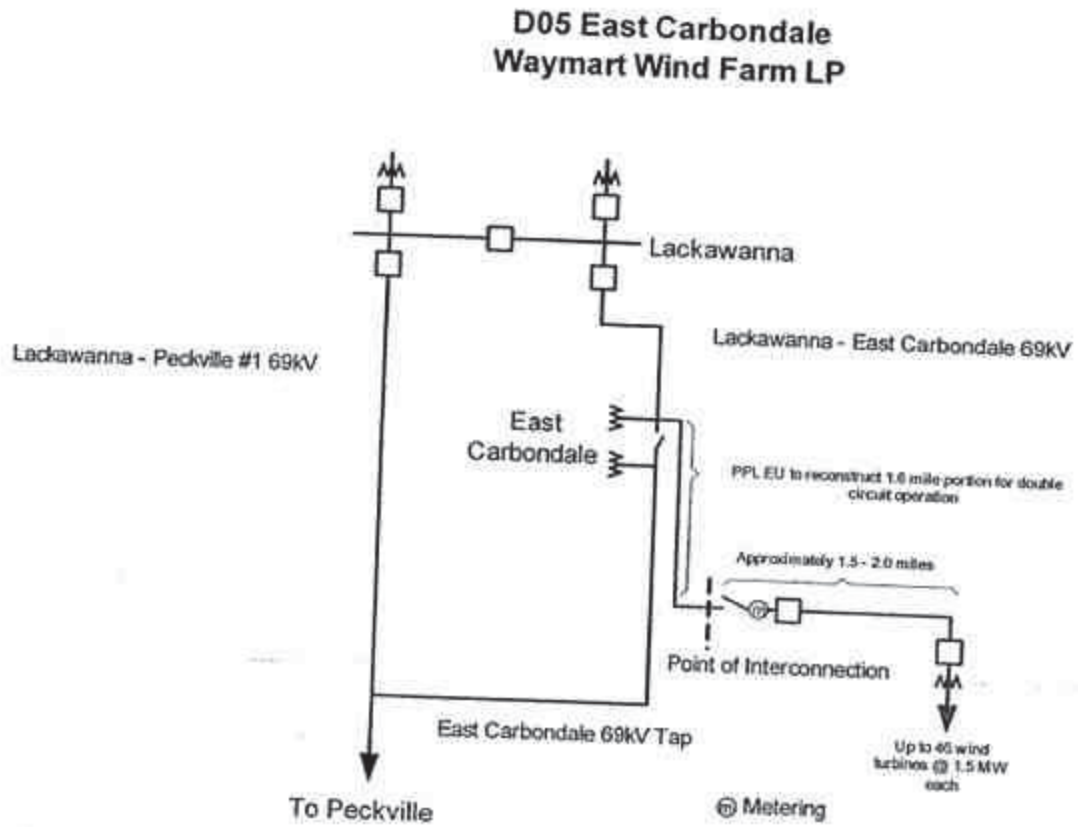 D05 East Carbondale
Waymart Wind Farm LP
Lackawanna
Lackawanna - Peckville #1 69kV
Lackawanna - East Carbondale 69kV
East
Carbondale
PPL EU to reconstruct 1.6 mile portion for double
circuit operation
Approximately 1.5 - 2.0 miles
m
Point of Interconnection
East Carbondale 69kV Tap
Up to 46 wind
turbines @ 1.5 MW
each
To Peckville
m Metering